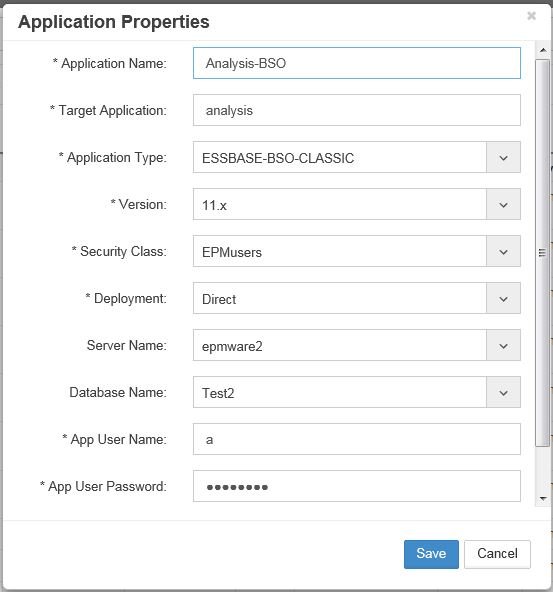 Application Properties
* Application Name: Analysis-BSO
* Target Application: analysis
* Application Type: ESSBASE-BSO-CLASSIC
* Version: 11.x
* Security Class: EPMusers
* Deployment: Direct
Server Name: epmware2
Database Name: Test2
* App User Name: a
* App User Password: ●●●●●●●●
Save Cancel